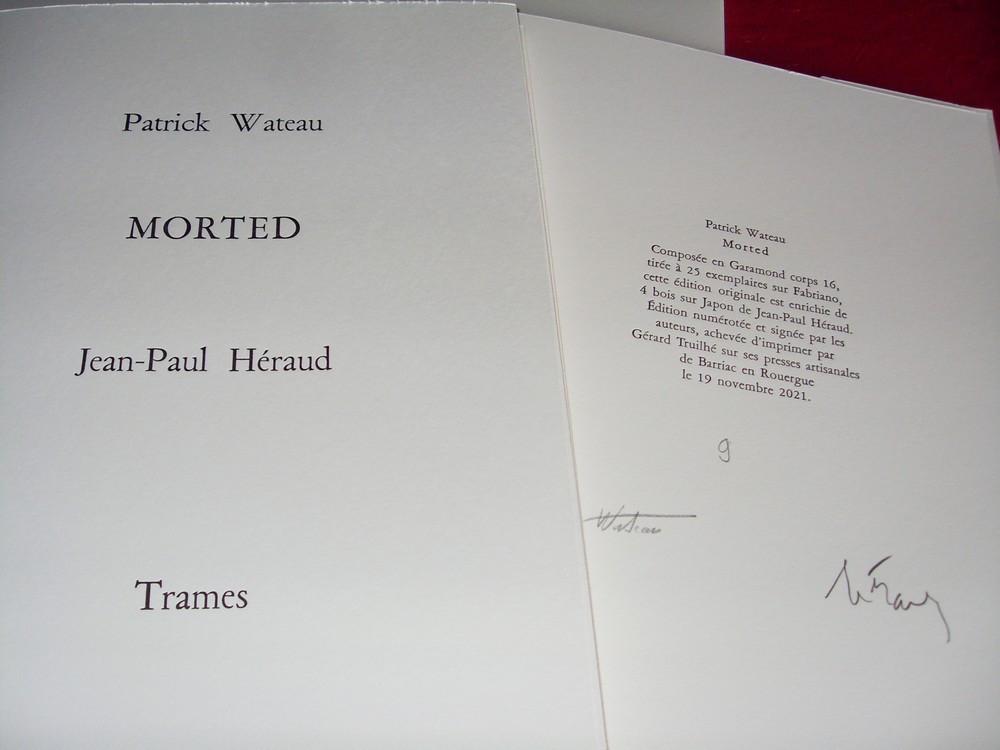 Patrick Wateau
MORTED
Jean-Paul Héraud
Trames
Patrick Wateau
Morted
Composée en Garamond corps 16,
tirée à 25 exemplaires sur Fabriano,
cette édition originale est enrichie de
4 bois sur Japon de Jean-Paul Héraud.
Édition numérotée et signée par les
auteurs, achevée d'imprimer par
Gérard Truilhé sur ses presses artisanales
de Barriac en Rouergue
le 19 novembre 2021.
9
Wateau